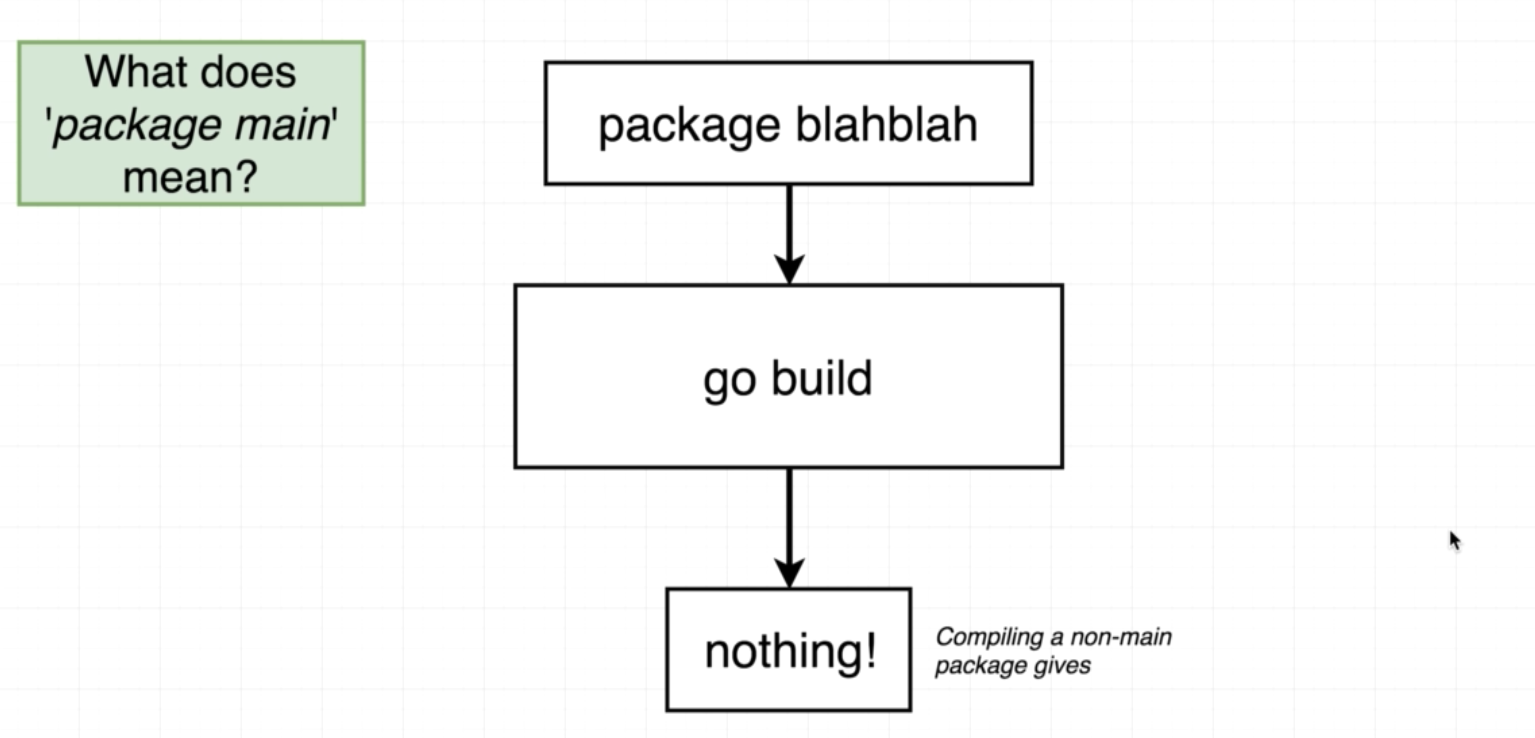 What does
'package main'
mean?
package blahblah
go build
nothing!
Compiling a non-main
package gives